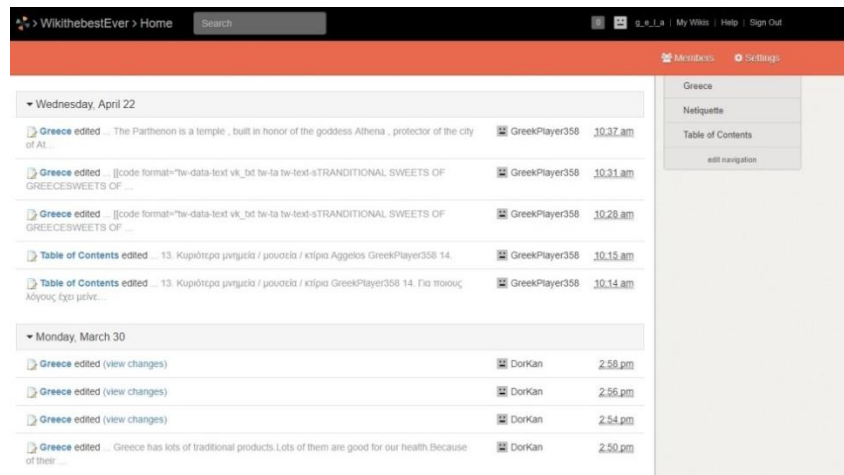 > WikithebestEver > Home Search 0 g_e_l_a | My Wikis | Help | Sign Out
Members Settings
Greece
Netiquette
Table of Contents
edit navigation
Wednesday, April 22
Greece edited ... The Parthenon is a temple , built in honor of the goddess Athena , protector of the city GreekPlayer358 10:37 am
of At...
Greece edited ... [[code format="tw-data-text vk_txt tw-ta tw-text-sTRANDITIONAL SWEETS OF GreekPlayer358 10:31 am
GREECESWEETS OF ...
Greece edited ... [[code format="tw-data-text vk_txt tw-ta tw-text-sTRANDITIONAL SWEETS OF GreekPlayer358 10:28 am
GREECESWEETS OF ...
Table of Contents edited ... 13. Κυριότερα μνημεία / μουσεία / κτίρια Aggelos GreekPlayer358 14. GreekPlayer358 10:15 am
Table of Contents edited ... 13. Κυριότερα μνημεία / μουσεία / κτίρια GreekPlayer358 14. Για ποιους GreekPlayer358 10:14 am
λόγους έχει μείνε...
Monday, March 30
Greece edited (view changes) DorKan 2:58 pm
Greece edited (view changes) DorKan 2:56 pm
Greece edited (view changes) DorKan 2:54 pm
Greece edited ... Greece has lots of traditional products.Lots of them are good for our health.Because DorKan 2:50 pm
of their ...